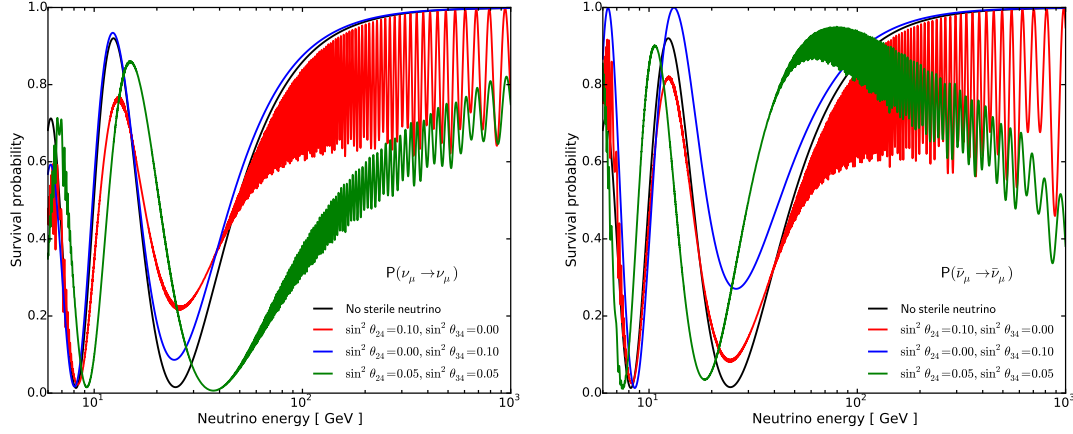 1.0
0.8
0.6
0.4
0.2
0.0
Survival probability
10¹
10²
10³
Neutrino energy [ GeV ]
P(ν_μ → ν_μ)
No sterile neutrino
sin² θ₂₄=0.10, sin² θ₃₄=0.00
sin² θ₂₄=0.00, sin² θ₃₄=0.10
sin² θ₂₄=0.05, sin² θ₃₄=0.05
1.0
0.8
0.6
0.4
0.2
0.0
Survival probability
10¹
10²
10³
Neutrino energy [ GeV ]
P(ν̄_μ → ν̄_μ)
No sterile neutrino
sin² θ₂₄=0.10, sin² θ₃₄=0.00
sin² θ₂₄=0.00, sin² θ₃₄=0.10
sin² θ₂₄=0.05, sin² θ₃₄=0.05